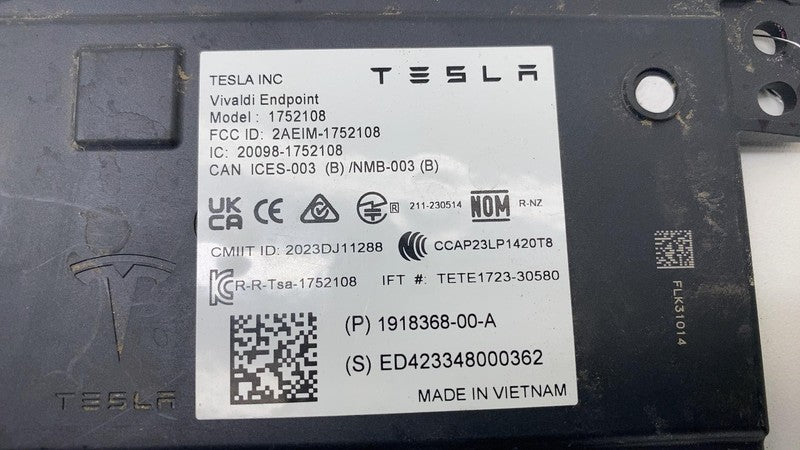 TESLA INC
TESLA
Vivaldi Endpoint
Model : 1752108
FCC ID: 2AEIM-1752108
IC: 20098-1752108
CAN ICES-003 (B) /NMB-003 (B)
UK
CA
CE
R
211-230514
NOM
R-NZ
CMIIT ID: 2023DJ11288
CCAP23LP1420T8
R-R-Tsa-1752108
IFT #: TETE1723-30580
(P) 1918368-00-A
(S) ED423348000362
MADE IN VIETNAM
TESLA
FLK31014